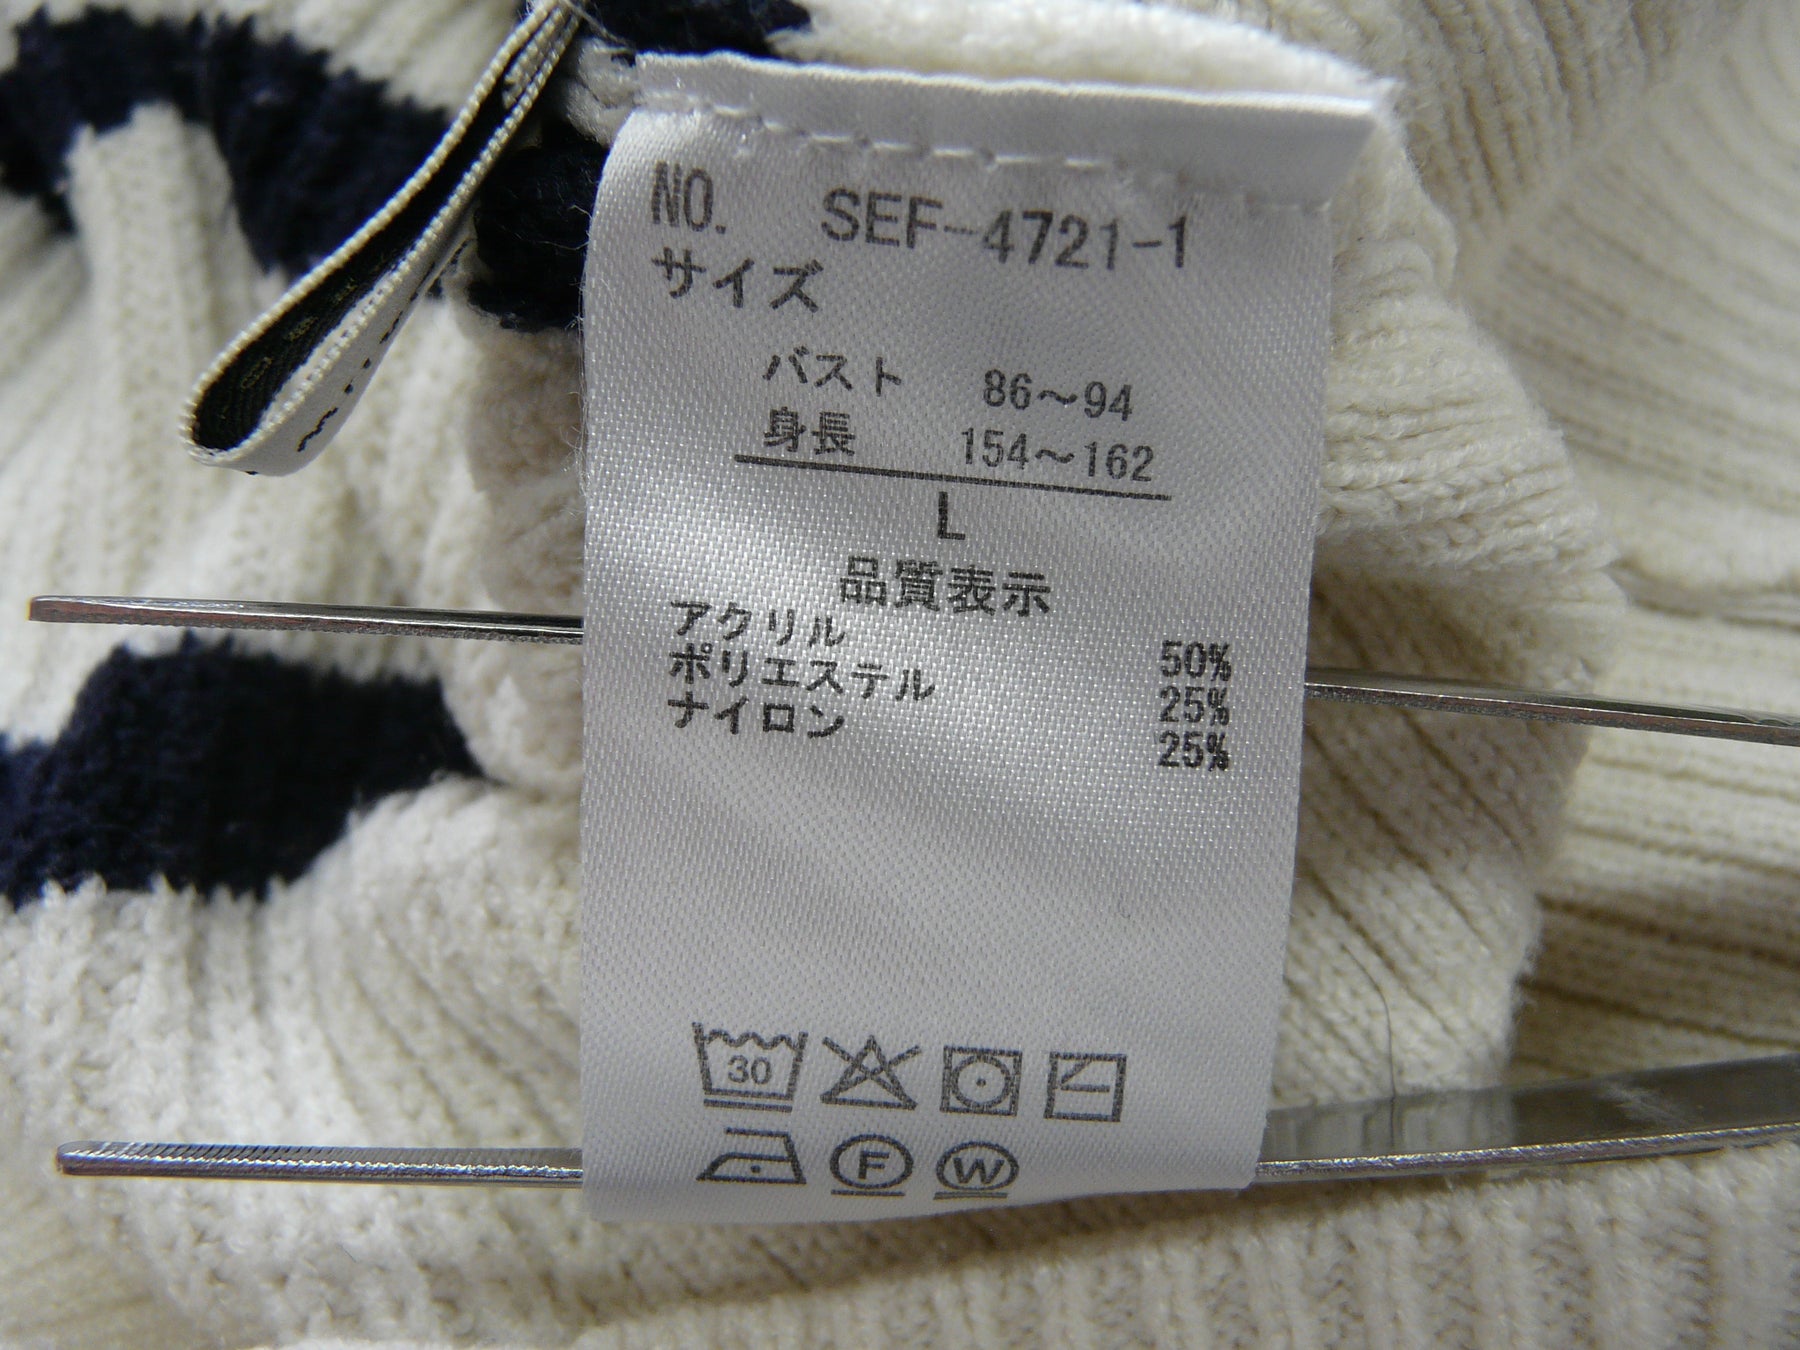 NO. SEF-4721-1
サイズ
バスト 86～94
身長 154～162
L
品質表示
アクリル 50%
ポリエステル 25%
ナイロン 25%
30
F W